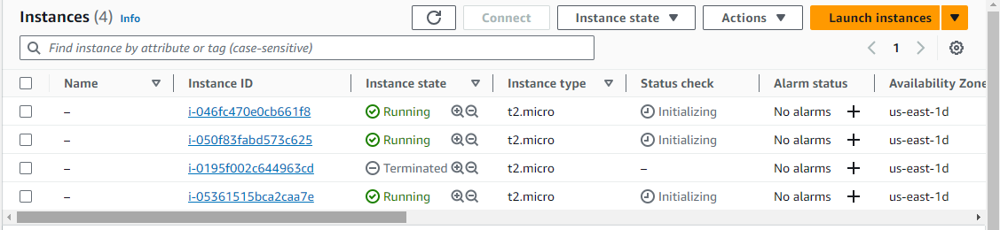 Instances (4) Info Connect Instance state Actions Launch instances
Find instance by attribute or tag (case-sensitive) 1
Name Instance ID Instance state Instance type Status check Alarm status Availability Zone
– i-046fc470e0cb661f8 Running t2.micro Initializing No alarms us-east-1d
– i-050f83fabd573c625 Running t2.micro Initializing No alarms us-east-1d
– i-0195f002c644963cd Terminated t2.micro – No alarms us-east-1d
– i-05361515bca2caa7e Running t2.micro Initializing No alarms us-east-1d